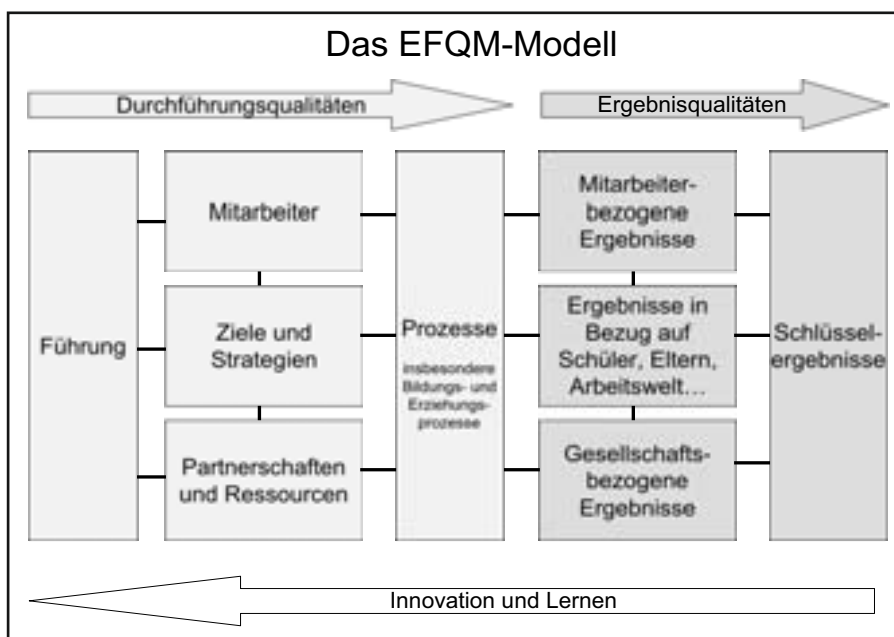 Das EFQM-Modell
Durchführungsqualitäten
Ergebnisqualitäten
Führung
Mitarbeiter
Ziele und
Strategien
Partnerschaften
und Ressourcen
Prozesse
insbesondere
Bildungs- und
Erziehungs-
prozesse
Mitarbeiter-
bezogene
Ergebnisse
Ergebnisse in
Bezug auf
Schüler, Eltern,
Arbeitswelt…
Gesellschafts-
bezogene
Ergebnisse
Schlüssel-
ergebnisse
Innovation und Lernen